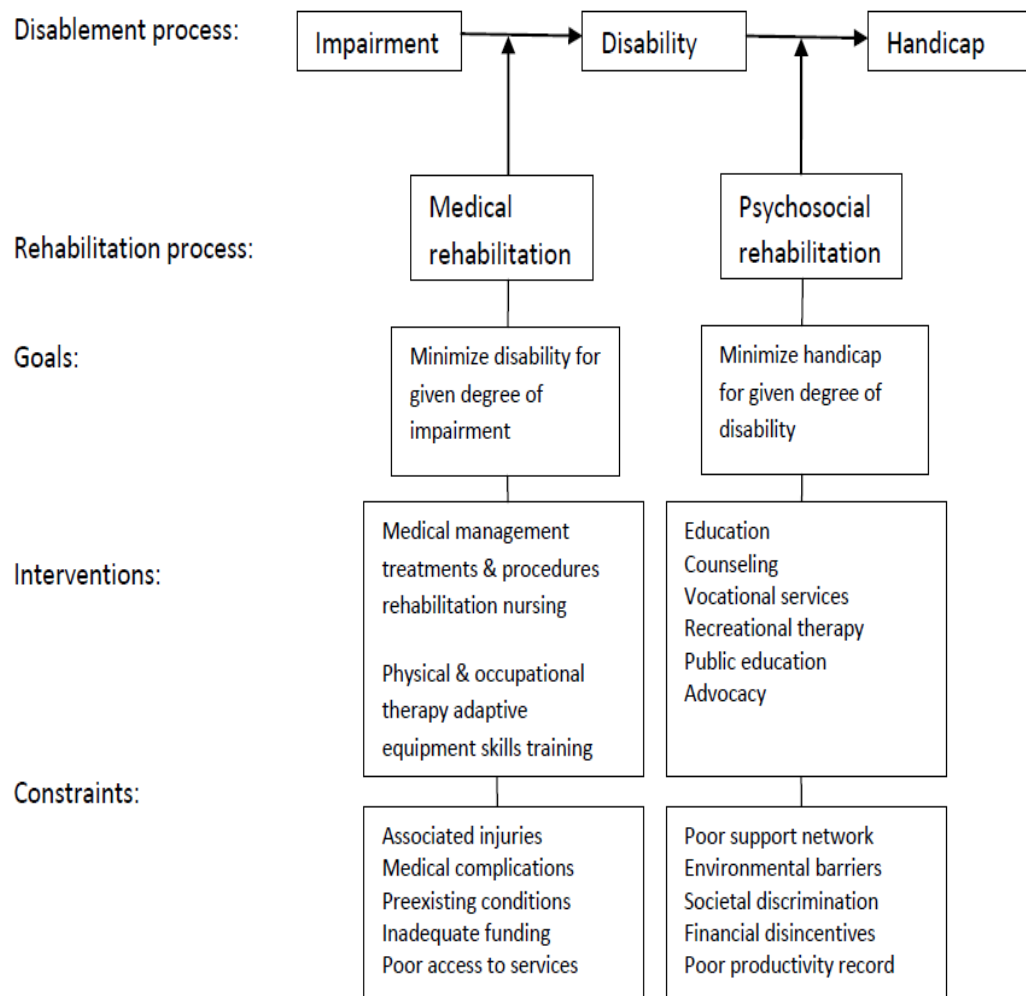 Disablement process:
Impairment
Disability
Handicap
Rehabilitation process:
Medical
rehabilitation
Psychosocial
rehabilitation
Goals:
Minimize disability for
given degree of
impairment
Minimize handicap
for given degree of
disability
Interventions:
Medical management
treatments & procedures
rehabilitation nursing
Physical & occupational
therapy adaptive
equipment skills training
Education
Counseling
Vocational services
Recreational therapy
Public education
Advocacy
Constraints:
Associated injuries
Medical complications
Preexisting conditions
Inadequate funding
Poor access to services
Poor support network
Environmental barriers
Societal discrimination
Financial disincentives
Poor productivity record